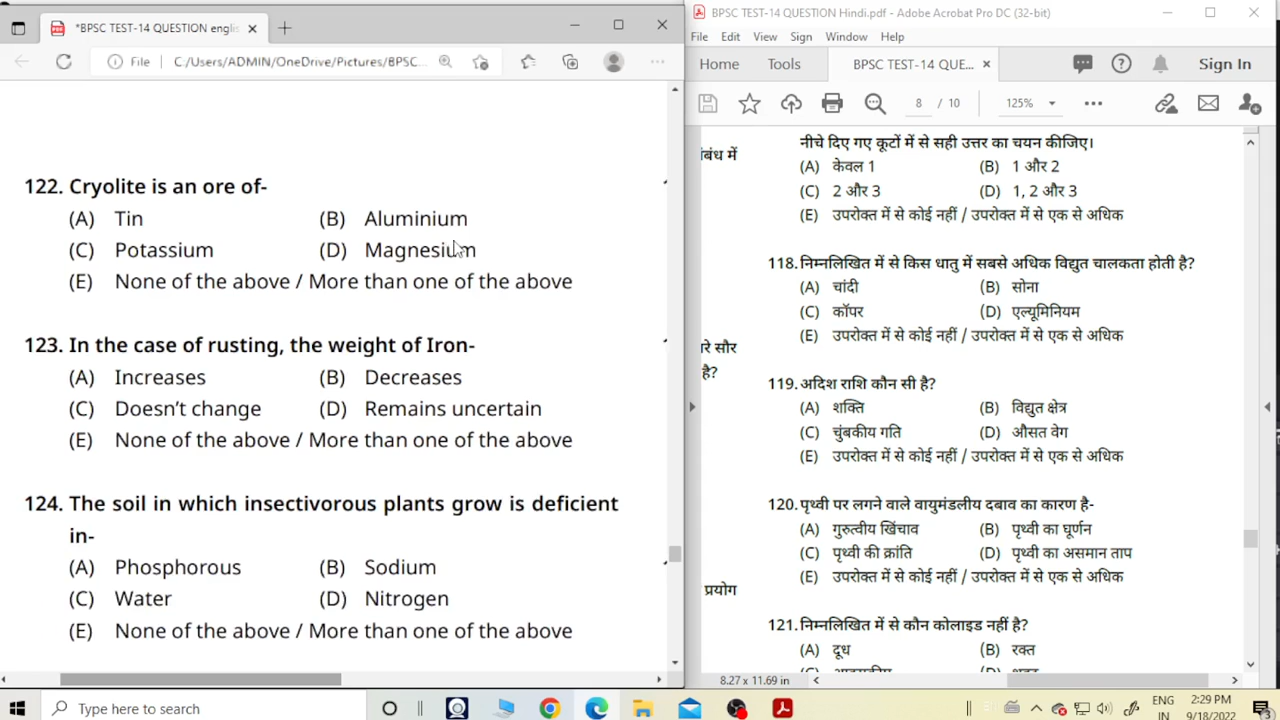 *BPSC TEST-14 QUESTION engli
File
C:/Users/ADMIN/OneDrive/Pictures/BPSC...
122. Cryolite is an ore of-
(A) Tin (B) Aluminium
(C) Potassium (D) Magnesium
(E) None of the above / More than one of the above
123. In the case of rusting, the weight of Iron-
(A) Increases (B) Decreases
(C) Doesn't change (D) Remains uncertain
(E) None of the above / More than one of the above
124. The soil in which insectivorous plants grow is deficient
in-
(A) Phosphorous (B) Sodium
(C) Water (D) Nitrogen
(E) None of the above / More than one of the above
BPSC TEST-14 QUESTION Hindi.pdf - Adobe Acrobat Pro DC (32-bit)
File Edit View Sign Window Help
Home Tools BPSC TEST-14 QUE... Sign In
8 / 10 125%
नीचे दिए गए कूटों में से सही उत्तर का चयन कीजिए।
ंबंध में
(A) केवल 1 (B) 1 और 2
(C) 2 और 3 (D) 1, 2 और 3
(E) उपरोक्त में से कोई नहीं / उपरोक्त में से एक से अधिक
118. निम्नलिखित में से किस धातु में सबसे अधिक विद्युत चालकता होती है?
(A) चांदी (B) सोना
(C) कॉपर (D) एल्यूमिनियम
(E) उपरोक्त में से कोई नहीं / उपरोक्त में से एक से अधिक
रे सौर
है?
119. अदिश राशि कौन सी है?
(A) शक्ति (B) विद्युत क्षेत्र
(C) चुंबकीय गति (D) औसत वेग
(E) उपरोक्त में से कोई नहीं / उपरोक्त में से एक से अधिक
120. पृथ्वी पर लगने वाले वायुमंडलीय दबाव का कारण है-
(A) गुरुत्वीय खिंचाव (B) पृथ्वी का घूर्णन
(C) पृथ्वी की क्रांति (D) पृथ्वी का असमान ताप
(E) उपरोक्त में से कोई नहीं / उपरोक्त में से एक से अधिक
प्रयोग
121. निम्नलिखित में से कौन कोलाइड नहीं है?
(A) दूध (B) रक्त
8.27 x 11.69 in
Type here to search
ENG
IN
2:29 PM
9/18/2022